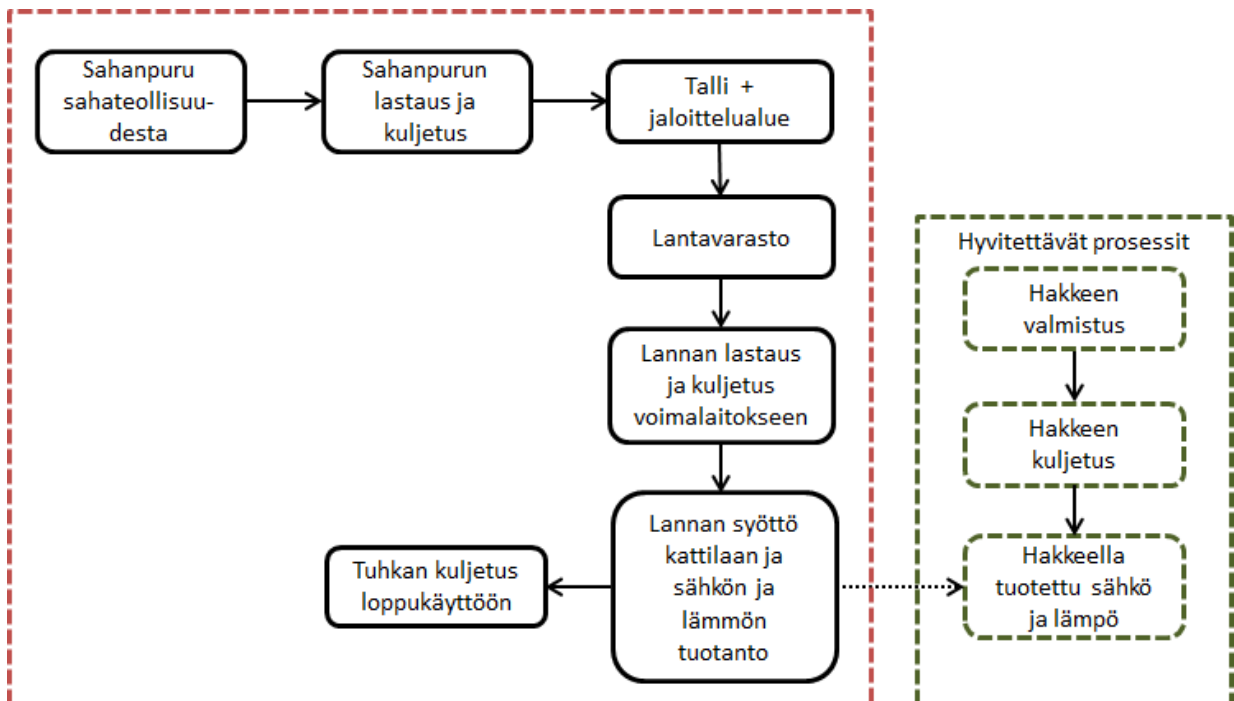 Sahanpuru
sahateollisuu-
desta
Sahanpurun
lastaus ja
kuljetus
Talli +
jaloittelualue
Lantavarasto
Lannan lastaus
ja kuljetus
voimalaitokseen
Lannan syöttö
kattilaan ja
sähkön ja
lämmön
tuotanto
Tuhkan kuljetus
loppukäyttöön
Hyvitettävät prosessit
Hakkeen
valmistus
Hakkeen
kuljetus
Hakkeella
tuotettu sähkö
ja lämpö